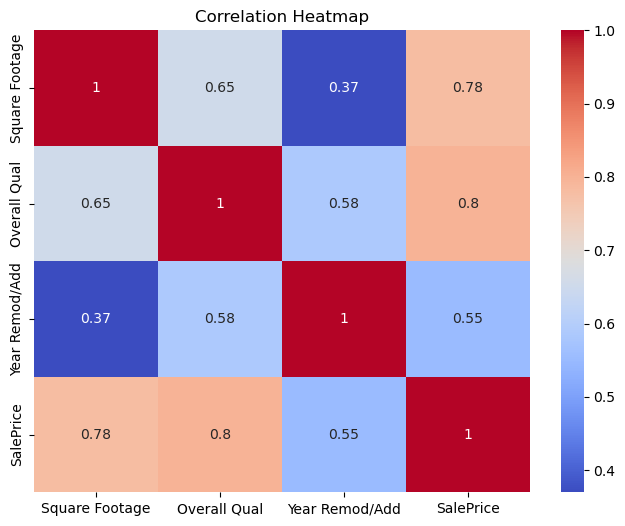 Correlation Heatmap
Square Footage
1
0.65
0.37
0.78
Overall Qual
0.65
1
0.58
0.8
Year Remod/Add
0.37
0.58
1
0.55
SalePrice
0.78
0.8
0.55
1
Square Footage
Overall Qual
Year Remod/Add
SalePrice
1.0
0.9
0.8
0.7
0.6
0.5
0.4